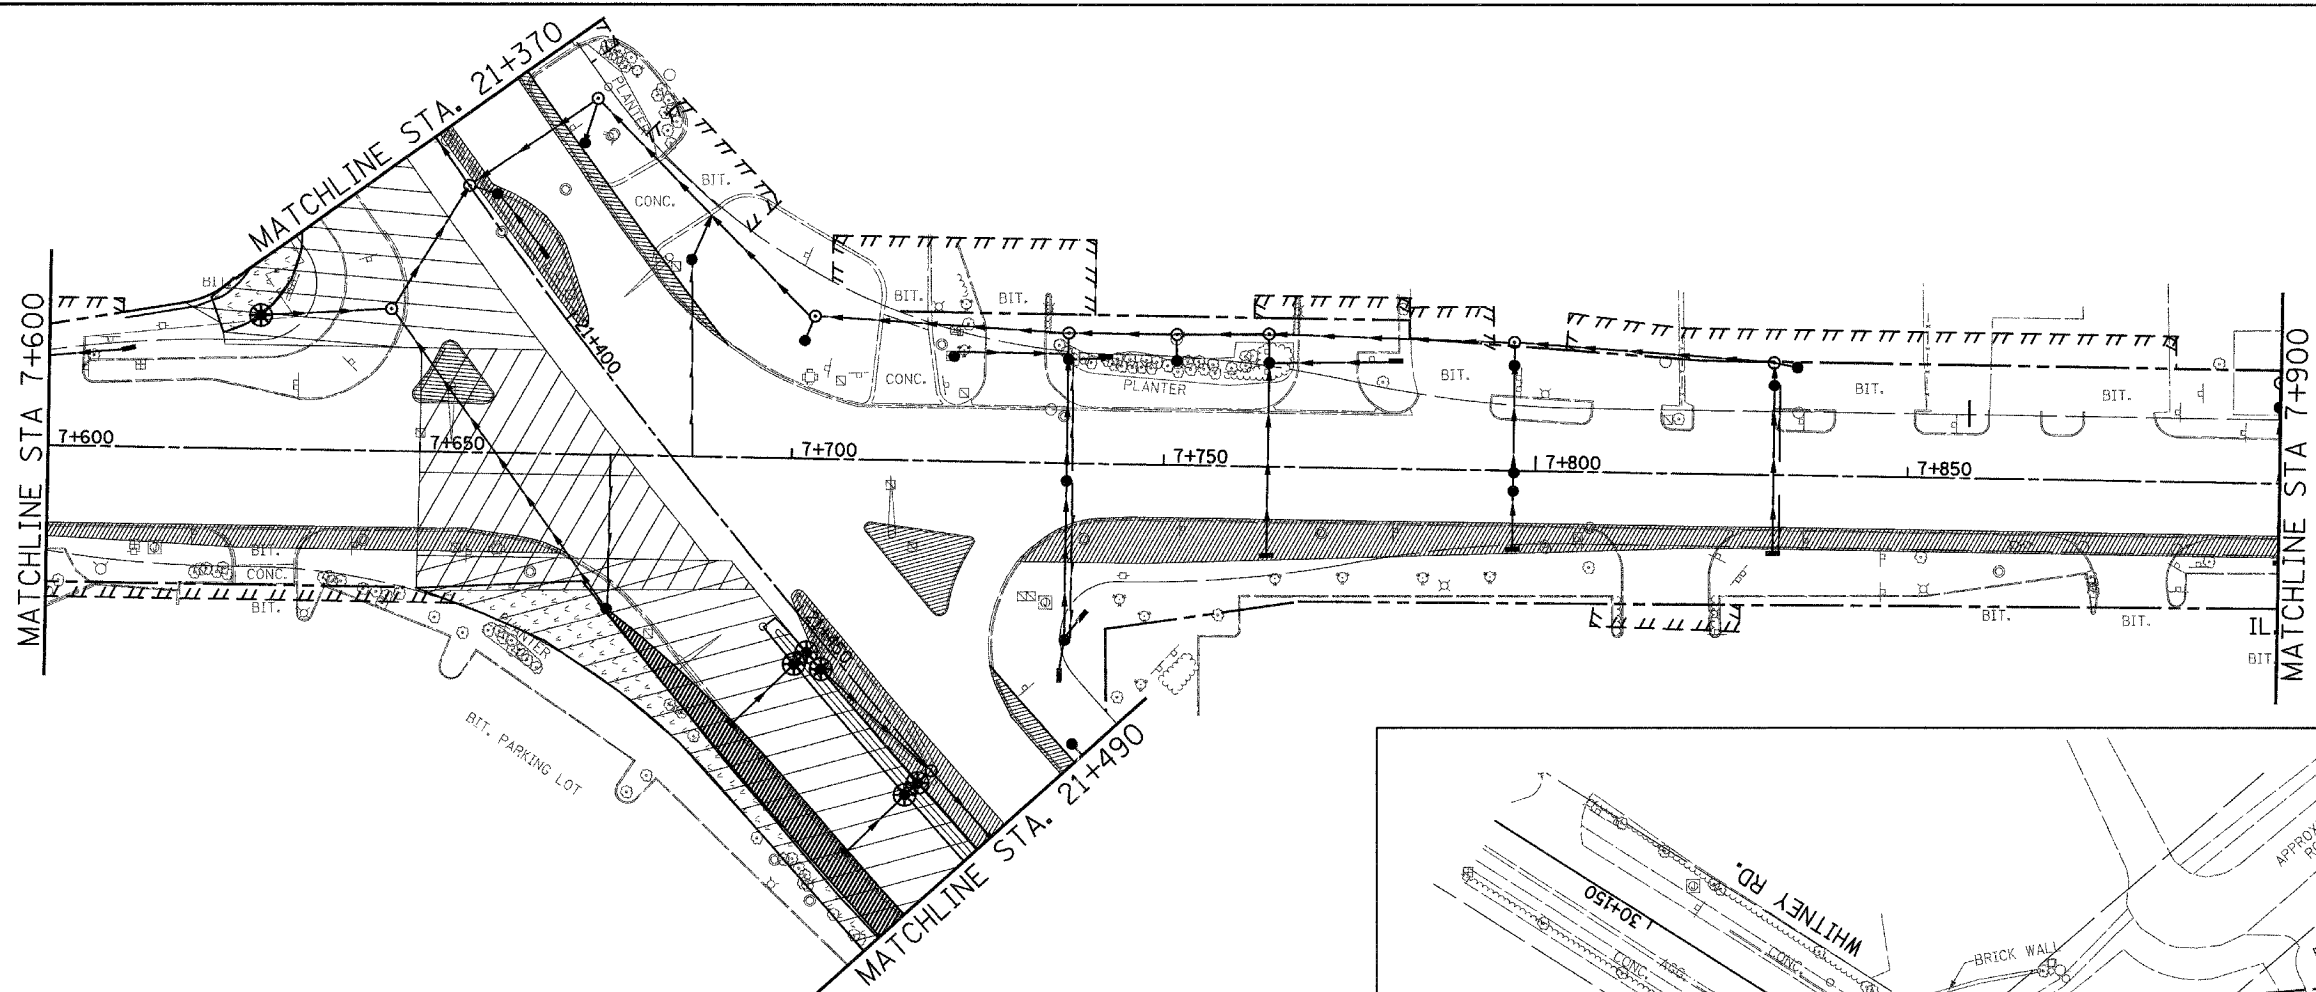 MATCHLINE STA. 21+370
PLANTER
BIT.
CONC.
MATCHLINE STA 7+600
7+600
7+650
21+400
7+700
7+750
7+800
7+850
BIT.
BIT.
CONC.
PLANTER
BIT.
BIT.
BIT.
MATCHLINE STA 7+900
BIT.
CONC.
BIT.
PLANTER
BIT. PARKING LOT
BIT.
BIT.
IL.
BIT.
MATCHLINE STA. 21+490
WHITNEY RD.
30+150
CONC.
AGG.
CONC.
BRICK WALL